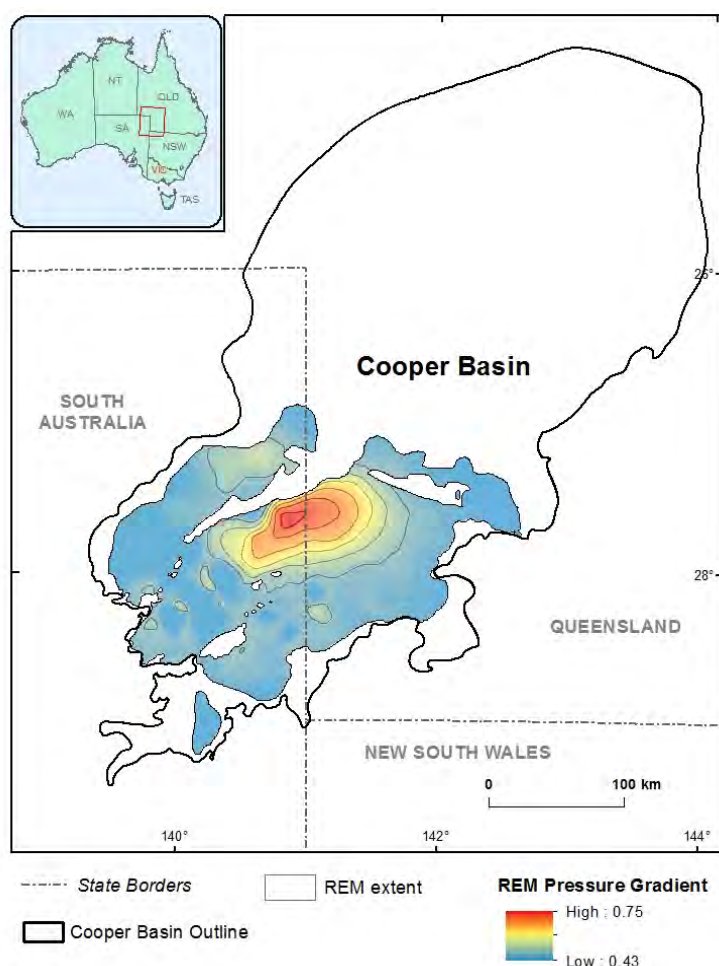 NT
QLD
WA
SA
NSW
VIC
TAS
26°
Cooper Basin
SOUTH
AUSTRALIA
28°
QUEENSLAND
NEW SOUTH WALES
0 100 km
140° 142° 144°
State Borders
REM extent
REM Pressure Gradient
High : 0.75
Cooper Basin Outline
Low : 0.43